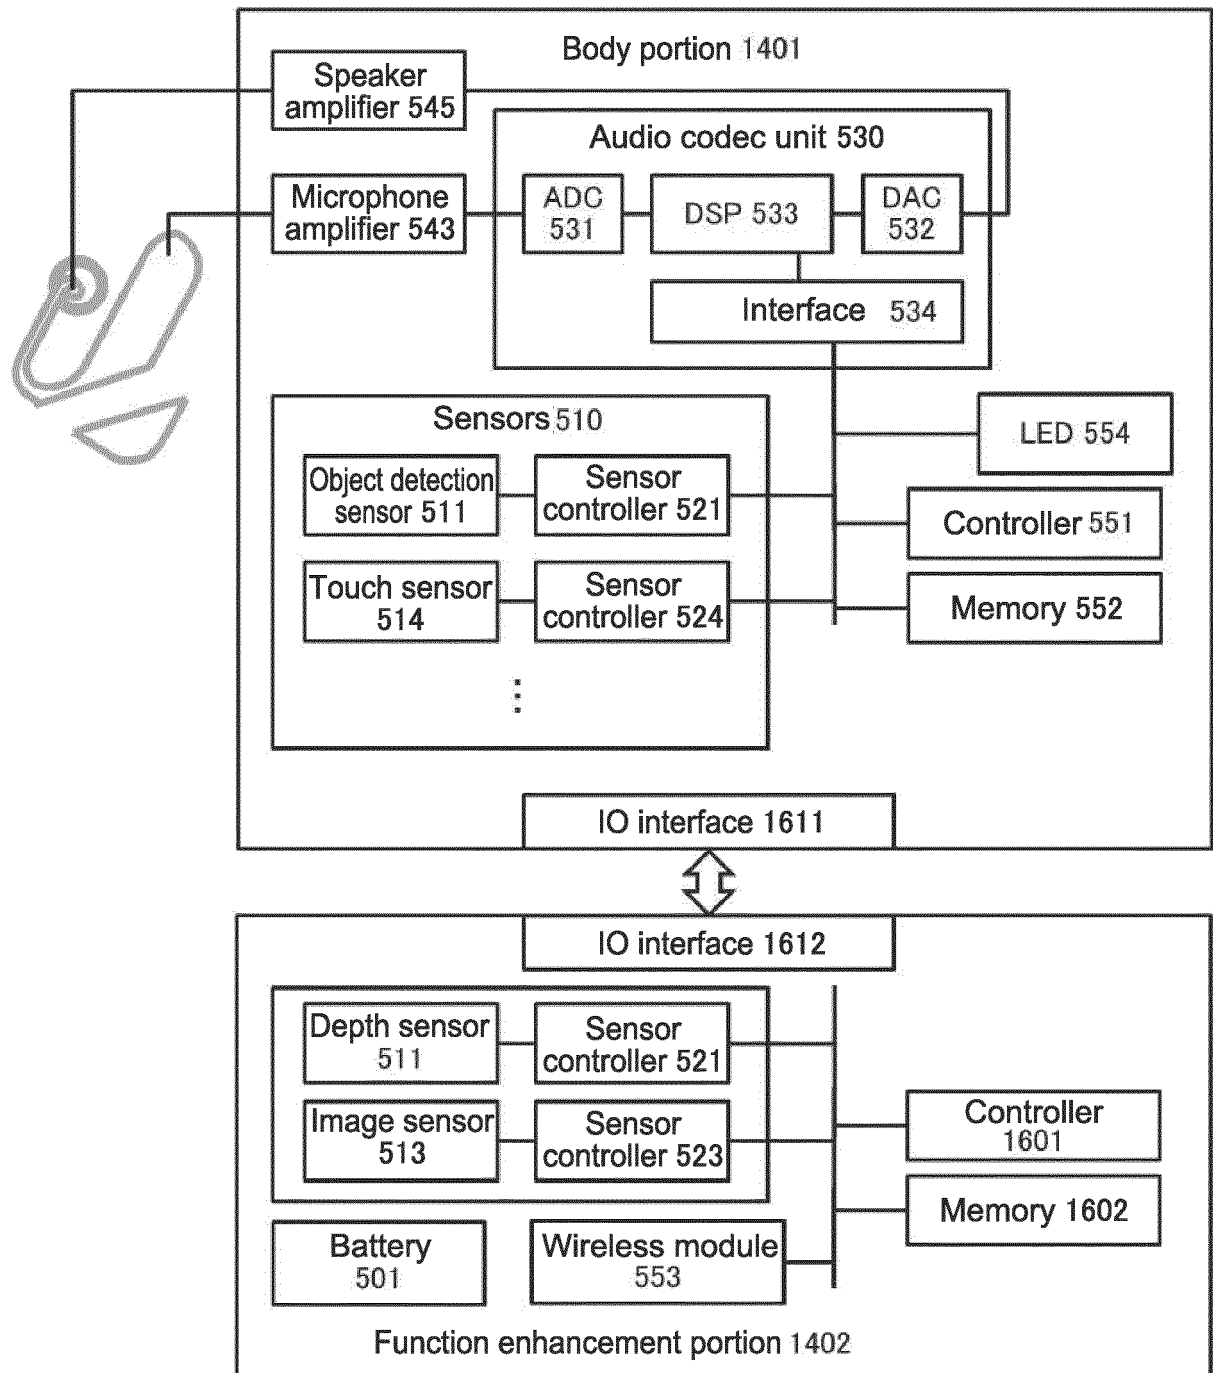 Body portion 1401
Speaker
amplifier 545
Audio codec unit 530
Microphone
amplifier 543
ADC
531
DSP 533
DAC
532
Interface 534
Sensors 510
LED 554
Object detection
sensor 511
Sensor
controller 521
Controller 551
Touch sensor
514
Sensor
controller 524
Memory 552
IO interface 1611
IO interface 1612
Depth sensor
511
Sensor
controller 521
Image sensor
513
Sensor
controller 523
Controller
1601
Memory 1602
Battery
501
Wireless module
553
Function enhancement portion 1402